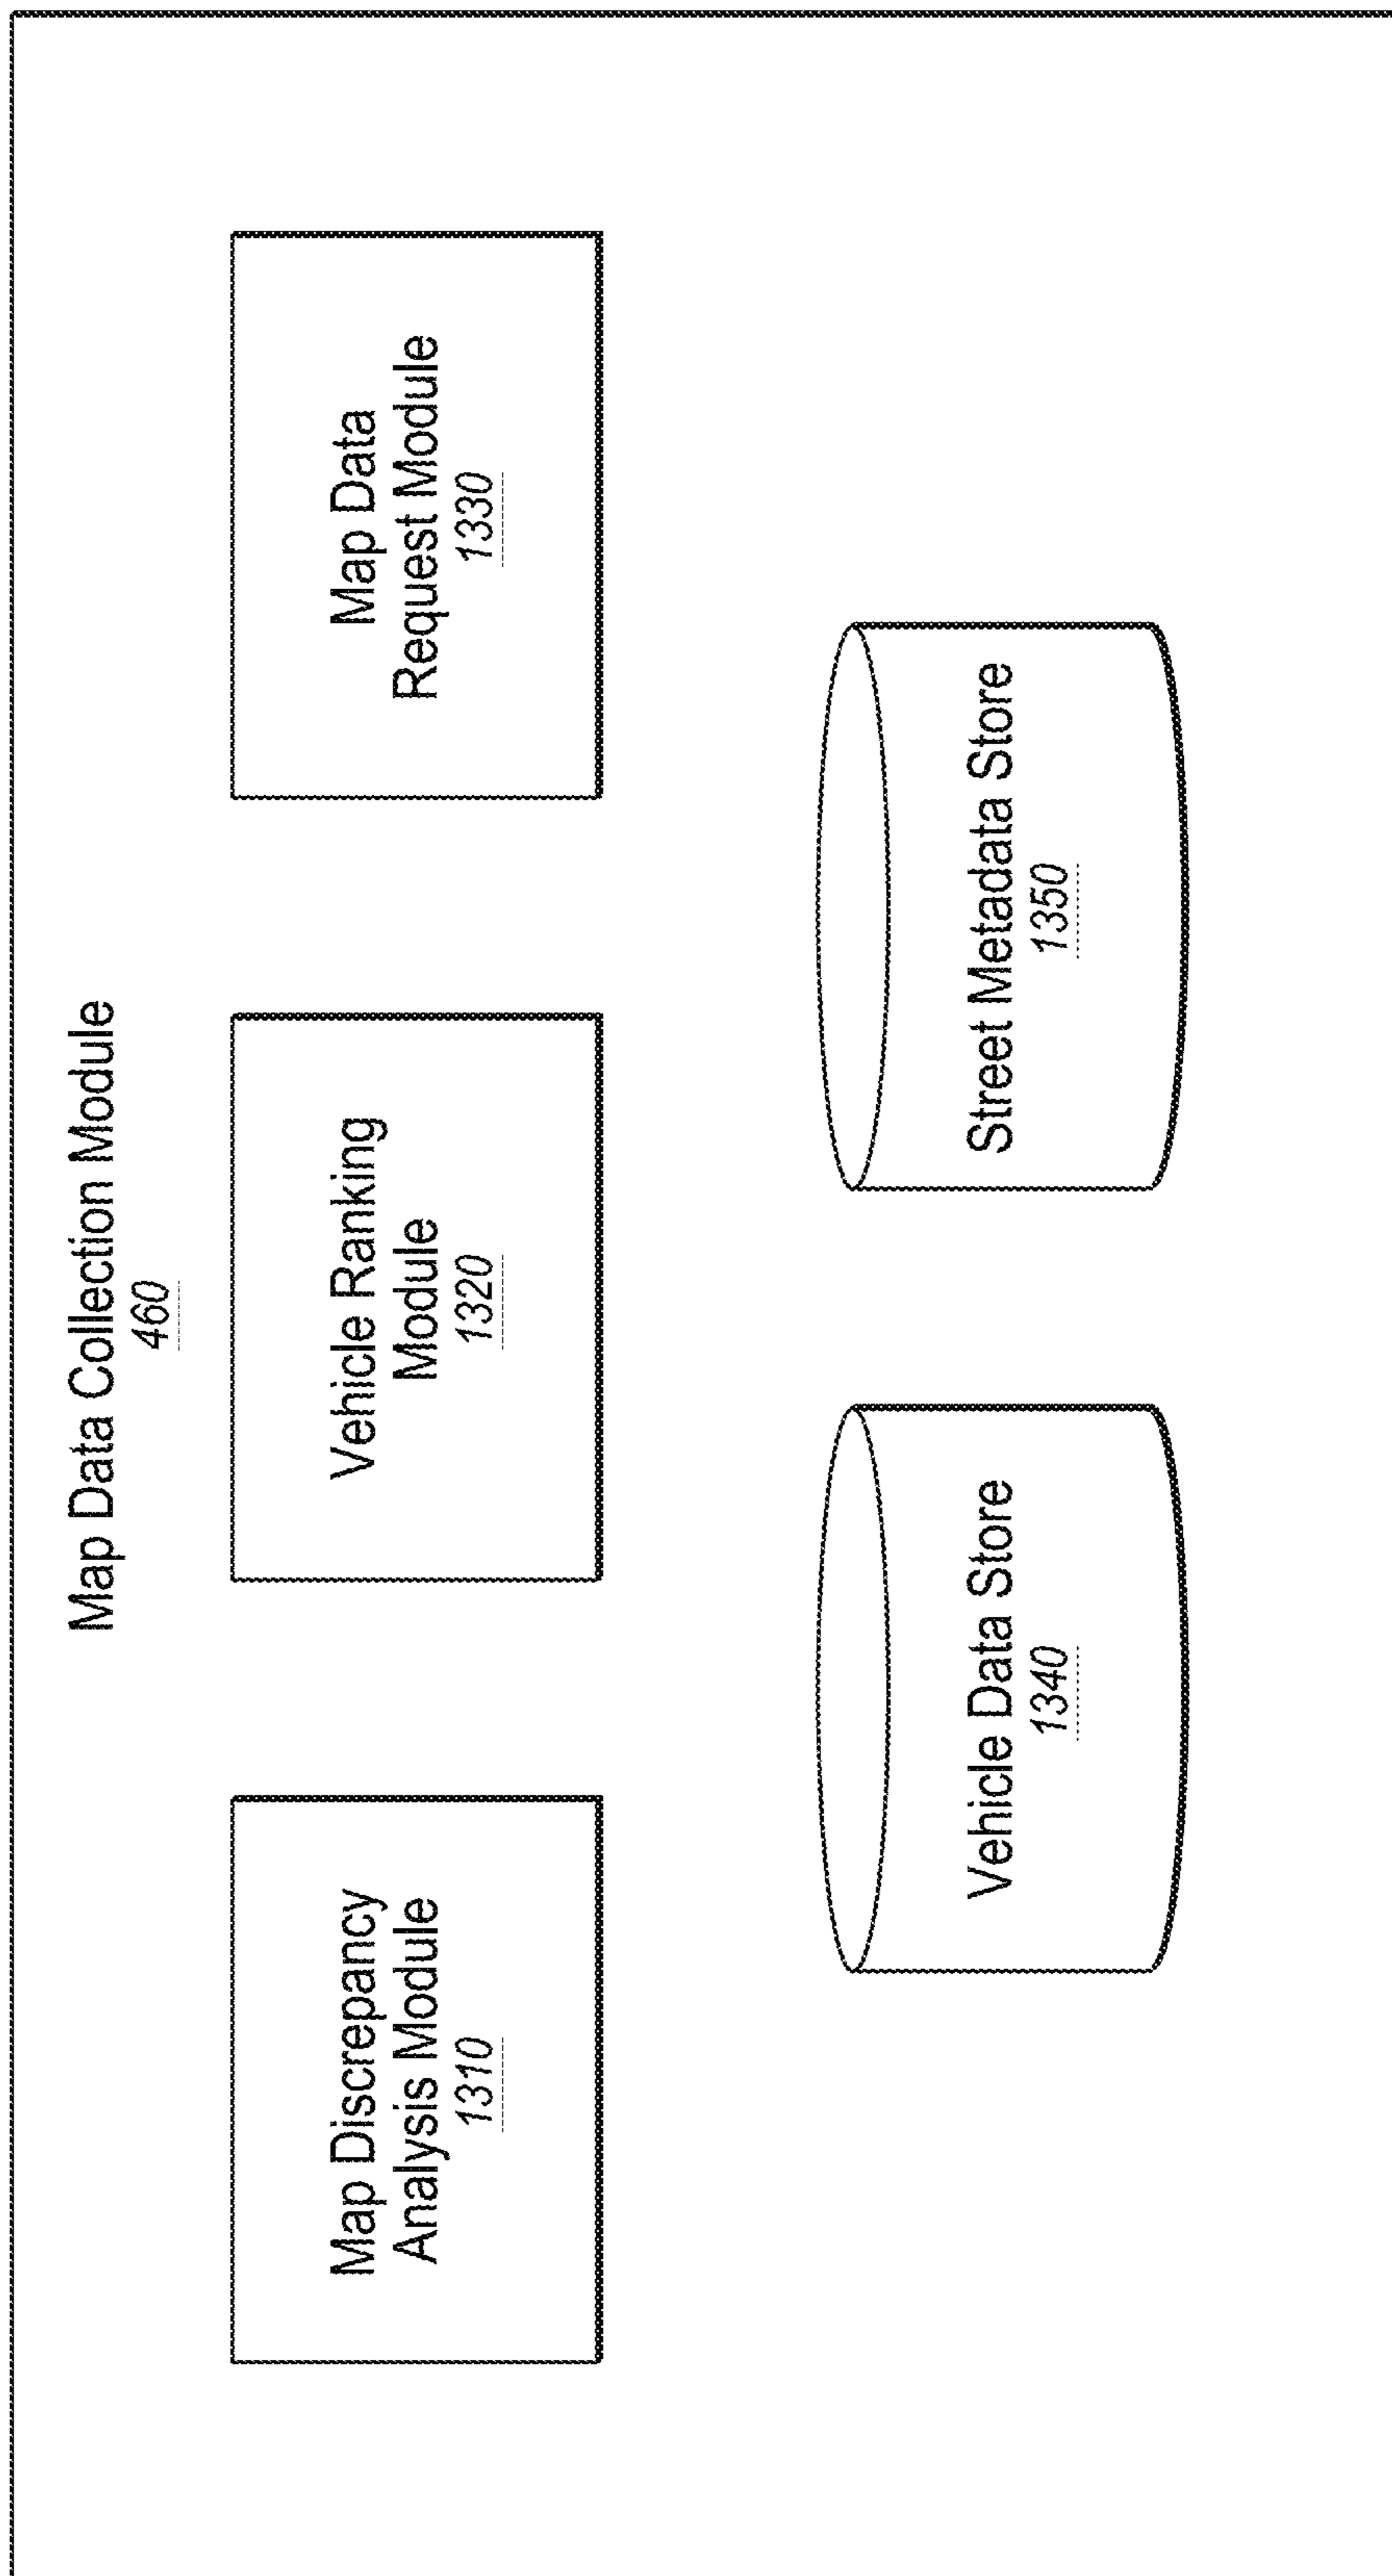 Map Data Collection Module
460
Map Discrepancy
Analysis Module
1310
Vehicle Ranking
Module
1320
Map Data
Request Module
1330
Vehicle Data Store
1340
Street Metadata Store
1350